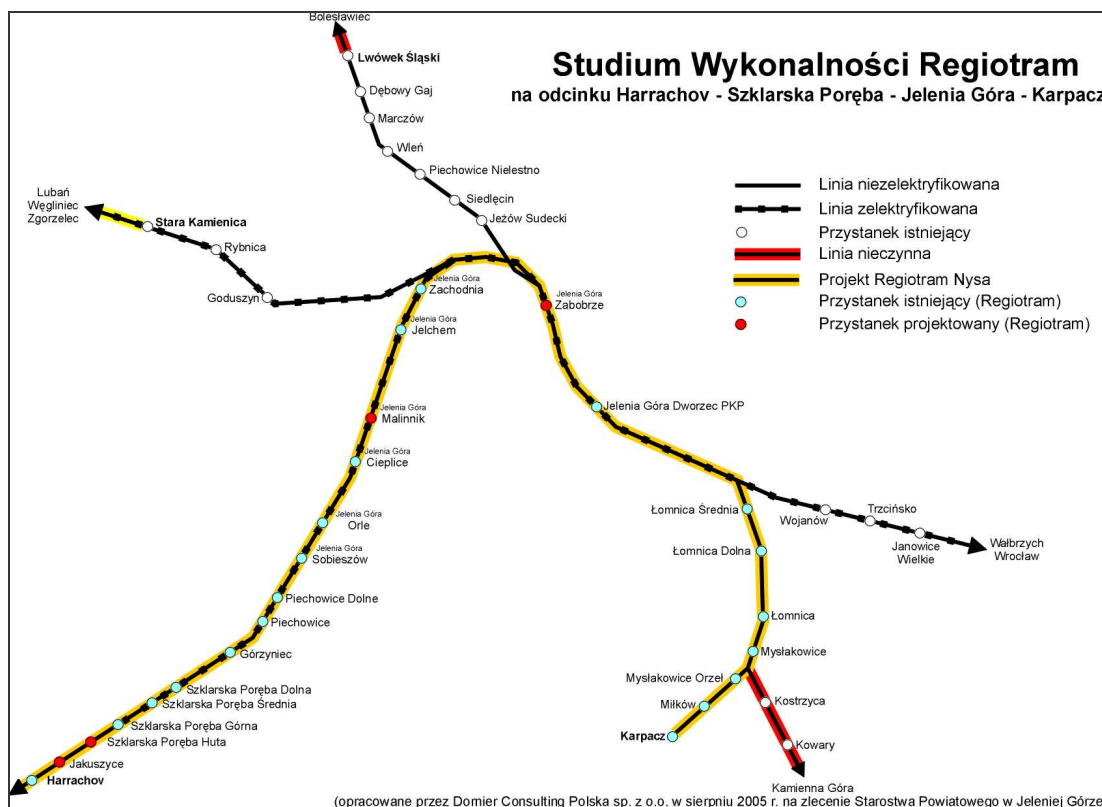 Bolesławiec
Studium Wykonalności Regiotram
na odcinku Harrachov - Szklarska Poręba - Jelenia Góra - Karpacz
Lwówek Śląski
Dębowy Gaj
Marczów
Wleń
Piechowice Nielestno
Siedlęcin
Jeżów Sudecki
Linia niezelektryfikowana
Linia zelektryfikowana
Przystanek istniejący
Linia nieczynna
Projekt Regiotram Nysa
Przystanek istniejący (Regiotram)
Przystanek projektowany (Regiotram)
Lubań
Węgliniec
Zgorzelec
Stara Kamienica
Rybnica
Goduszyn
Jelenia Góra
Zachodnia
Jelenia Góra
Zabobrze
Jelenia Góra
Jelchem
Jelenia Góra
Malinnik
Jelenia Góra Dworzec PKP
Jelenia Góra
Cieplice
Jelenia Góra
Orle
Jelenia Góra
Sobieszów
Piechowice Dolne
Piechowice
Górzyniec
Szklarska Poręba Dolna
Szklarska Poręba Średnia
Szklarska Poręba Górna
Szklarska Poręba Huta
Jakuszyce
Harrachov
Łomnica Średnia
Wojanów
Trzcińsko
Janowice
Wielkie
Wałbrzych
Wrocław
Łomnica Dolna
Łomnica
Mysłakowice
Mysłakowice Orzeł
Miłków
Karpacz
Kostrzyca
Kowary
Kamienna Góra
(opracowane przez Dornier Consulting Polska sp. z o.o. w sierpniu 2005 r. na zlecenie Starostwa Powiatowego w Jeleniej Górze